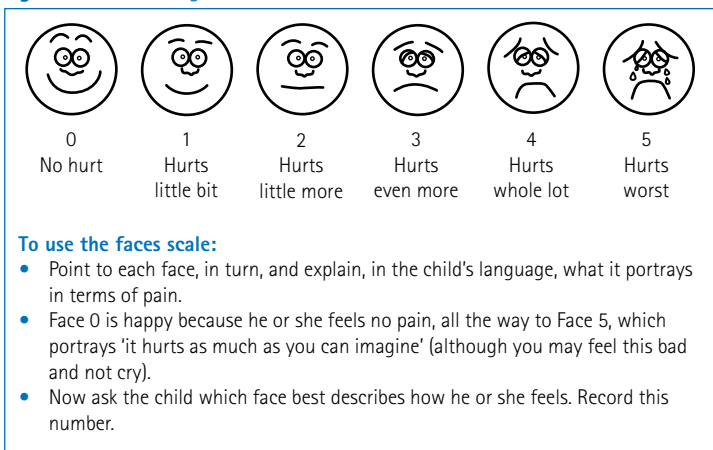 0
No hurt
1
Hurts
little bit
2
Hurts
little more
3
Hurts
even more
4
Hurts
whole lot
5
Hurts
worst
To use the faces scale:
• Point to each face, in turn, and explain, in the child's language, what it portrays
in terms of pain.
• Face 0 is happy because he or she feels no pain, all the way to Face 5, which
portrays 'it hurts as much as you can imagine' (although you may feel this bad
and not cry).
• Now ask the child which face best describes how he or she feels. Record this
number.